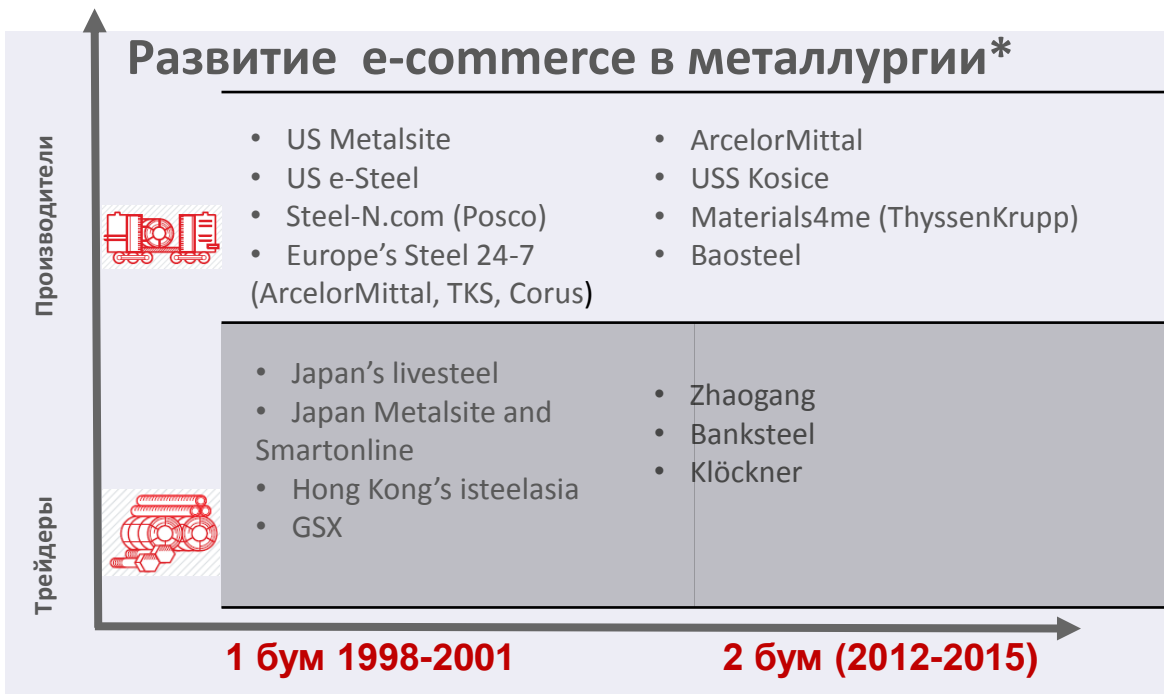 Развитие e-commerce в металлургии*
Производители
• US Metalsite
• US e-Steel
• Steel-N.com (Posco)
• Europe’s Steel 24-7
(ArcelorMittal, TKS, Corus)
• ArcelorMittal
• USS Kosice
• Materials4me (ThyssenKrupp)
• Baosteel
Трейдеры
• Japan’s livesteel
• Japan Metalsite and
Smartonline
• Hong Kong’s isteelasia
• GSX
• Zhaogang
• Banksteel
• Klöckner
1 бум 1998-2001
2 бум (2012-2015)